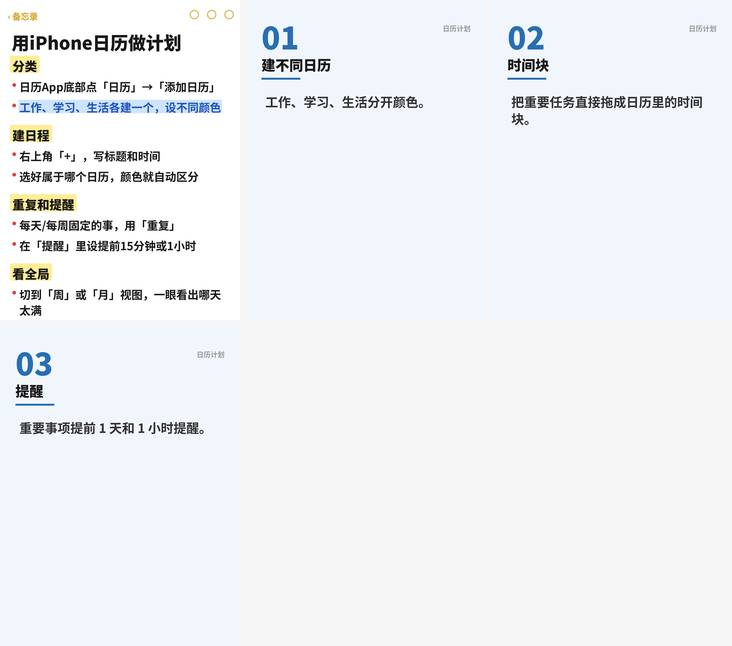 ‹ 备忘录
用iPhone日历做计划
分类
• 日历App底部点「日历」→「添加日历」
• 工作、学习、生活各建一个，设不同颜色
建日程
• 右上角「+」，写标题和时间
• 选好属于哪个日历，颜色就自动区分
重复和提醒
• 每天/每周固定的事，用「重复」
• 在「提醒」里设提前15分钟或1小时
看全局
• 切到「周」或「月」视图，一眼看出哪天
太满
01
日历计划
建不同日历
工作、学习、生活分开颜色。
02
日历计划
时间块
把重要任务直接拖成日历里的时间
块。
03
日历计划
提醒
重要事项提前 1 天和 1 小时提醒。